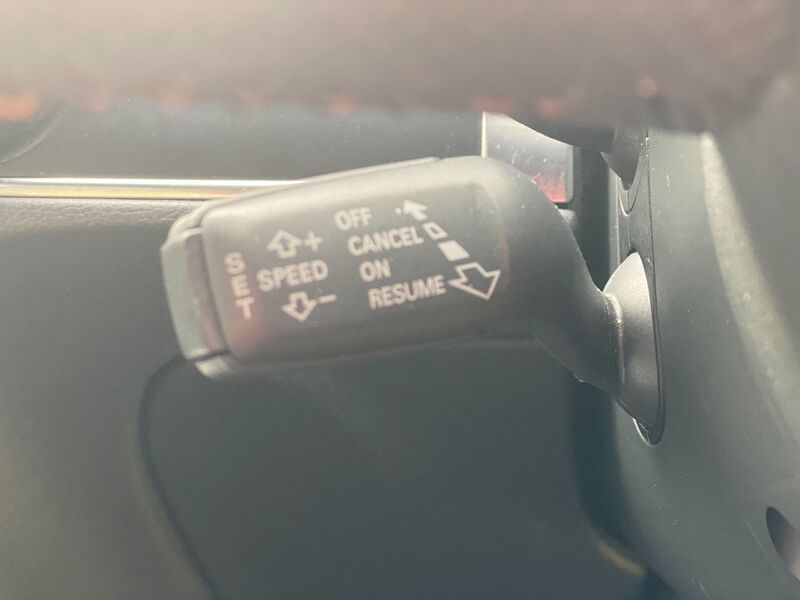 SET
+
SPEED
-
OFF
CANCEL
ON
RESUME